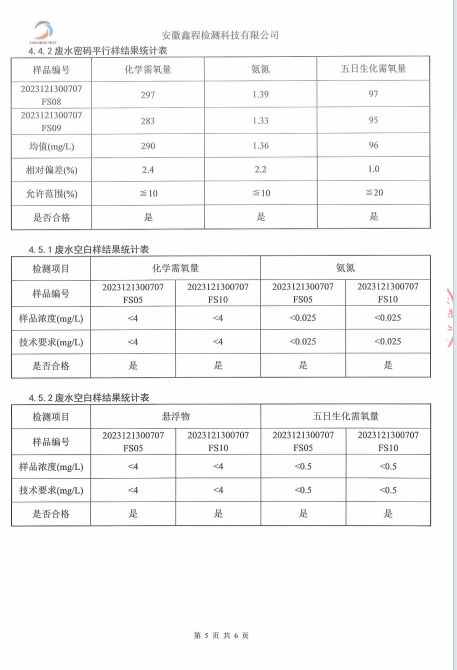 安徽鑫程检测科技有限公司
4.4.2废水密码平行样结果统计表
样品编号 化学需氧量 氨氮 五日生化需氧量
2023121300707
FS08 297 1.39 97
2023121300707
FS09 283 1.33 95
均值(mg/L) 290 1.36 96
相对偏差(%) 2.4 2.2 1.0
允许范围(%) ≦10 ≦10 ≦20
是否合格 是 是 是
4.5.1废水空白样结果统计表
检测项目 化学需氧量 氨氮
样品编号 2023121300707 2023121300707 2023121300707 2023121300707
FS05 FS10 FS05 FS10
样品浓度(mg/L) <4 <4 <0.025 <0.025
技术要求(mg/L) <4 <4 <0.025 <0.025
是否合格 是 是 是 是
4.5.2废水空白样结果统计表
检测项目 悬浮物 五日生化需氧量
样品编号 2023121300707 2023121300707 2023121300707 2023121300707
FS05 FS10 FS05 FS10
样品浓度(mg/L) <4 <4 <0.5 <0.5
技术要求(mg/L) <4 <4 <0.5 <0.5
是否合格 是 是 是 是
第 5 页 共 6 页